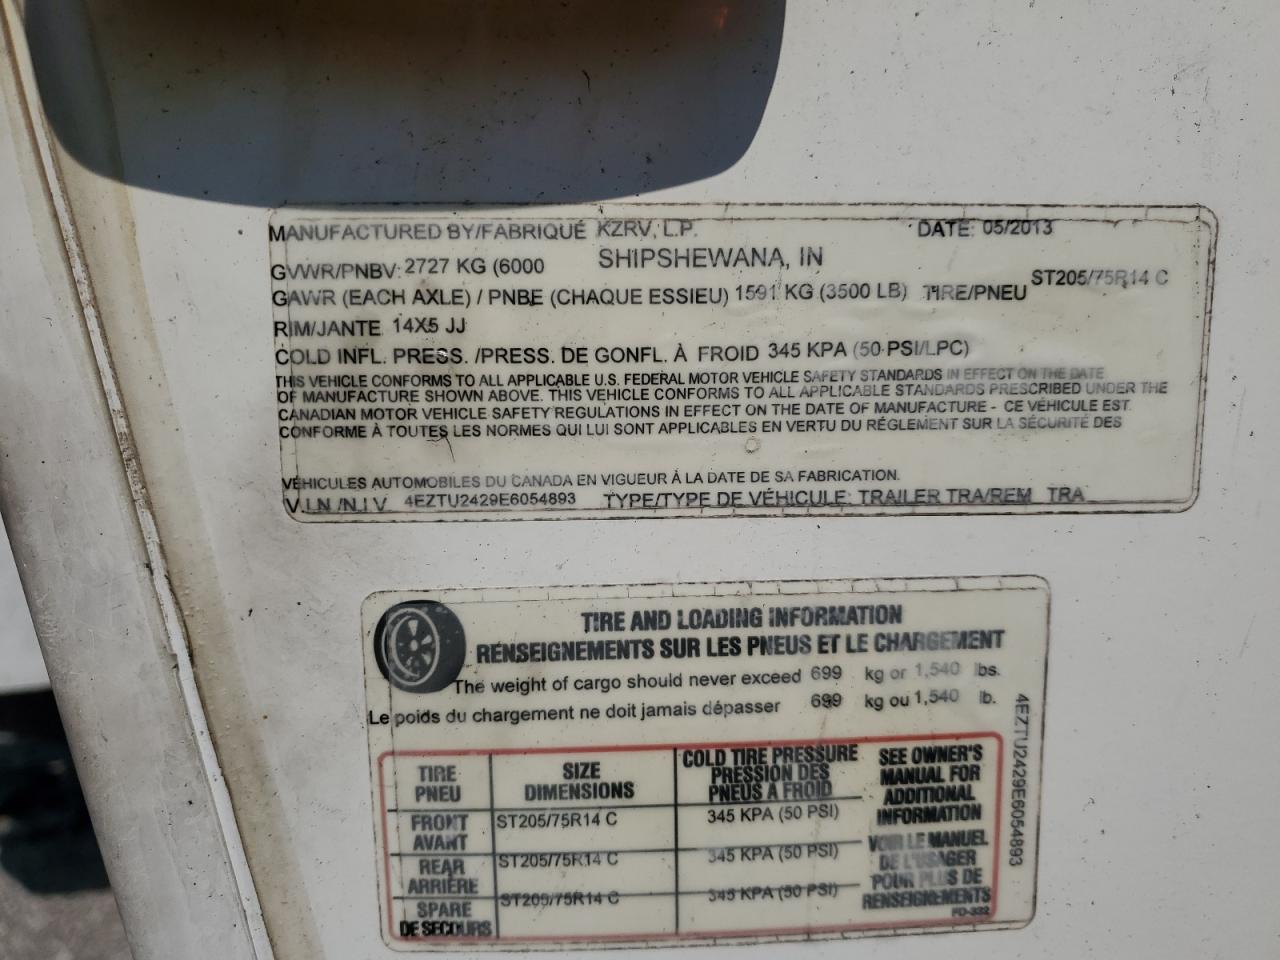 MANUFACTURED BY/FABRIQUÉ KZRV, L.P. DATE: 05/2013
GVWR/PNBV: 2727 KG (6000 SHIPSHEWANA, IN
GAWR (EACH AXLE) / PNBE (CHAQUE ESSIEU) 1591 KG (3500 LB) TIRE/PNEU ST205/75R14 C
RIM/JANTE 14X5 JJ
COLD INFL. PRESS. /PRESS. DE GONFL. À FROID 345 KPA (50 PSI/LPC)
THIS VEHICLE CONFORMS TO ALL APPLICABLE U.S. FEDERAL MOTOR VEHICLE SAFETY STANDARDS IN EFFECT ON THE DATE
OF MANUFACTURE SHOWN ABOVE. THIS VEHICLE CONFORMS TO ALL APPLICABLE STANDARDS PRESCRIBED UNDER THE
CANADIAN MOTOR VEHICLE SAFETY REGULATIONS IN EFFECT ON THE DATE OF MANUFACTURE - CE VÉHICULE EST
CONFORME À TOUTES LES NORMES QUI LUI SONT APPLICABLES EN VERTU DU RÉGLEMENT SUR LA SÉCURITÉ DES
VÉHICULES AUTOMOBILES DU CANADA EN VIGUEUR À LA DATE DE SA FABRICATION.
V.I.N./N.I.V. 4EZTU2429E6054893 TYPE/TYPE DE VÉHICULE: TRAILER TRA/REM TRA
TIRE AND LOADING INFORMATION
RENSEIGNEMENTS SUR LES PNEUS ET LE CHARGEMENT
The weight of cargo should never exceed 699 kg or 1,540 lbs.
Le poids du chargement ne doit jamais dépasser 699 kg ou 1,540 lb.
TIRE
PNEU
SIZE
DIMENSIONS
COLD TIRE PRESSURE
PRESSION DES
PNEUS A FROID
FRONT
AVANT
ST205/75R14 C
345 KPA (50 PSI)
REAR
ARRIÈRE
ST205/75R14 C
345 KPA (50 PSI)
SPARE
DE SECOURS
ST205/75R14 C
345 KPA (50 PSI)
SEE OWNER'S
MANUAL FOR
ADDITIONAL
INFORMATION
VOIR LE MANUEL
DE L'USAGER
POUR PLUS DE
RENSEIGNEMENTS
PD-332
4EZTU2429E6054893